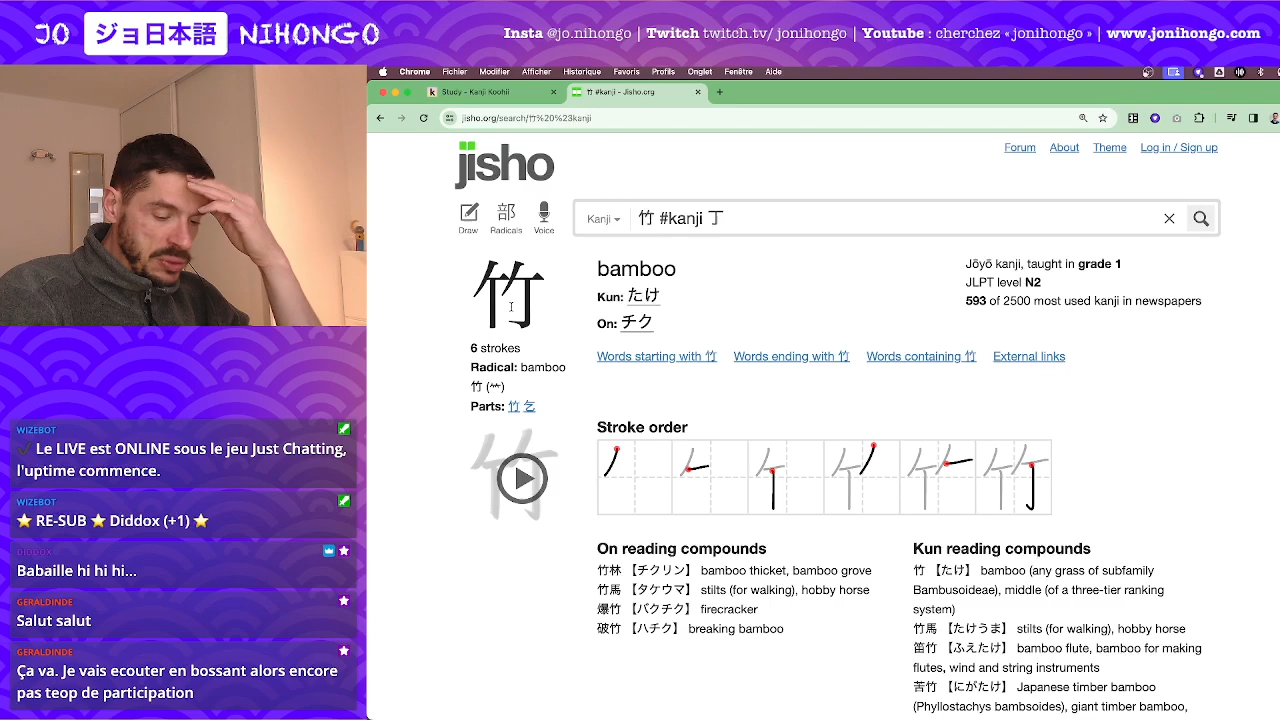 JO ジョ日本語 NIHONGO
Insta @jo.nihongo | Twitch twitch.tv/ jonihongo | Youtube : cherchez « jonihongo » | www.jonihongo.com
Chrome Fichier Modifier Afficher Historique Favoris Profils Onglet Fenêtre Aide
Study - Kanji Koohii
竹 #kanji - Jisho.org
jisho.org/search/竹%20%23kanji
Forum About Theme Log in / Sign up
jisho
Draw 部 Radicals Voice
Kanji 竹 #kanji 丁
竹
6 strokes
Radical: bamboo
竹 (⺮)
Parts: 竹 乞
竹
bamboo
Kun: たけ
On: チク
Jōyō kanji, taught in grade 1
JLPT level N2
593 of 2500 most used kanji in newspapers
Words starting with 竹 Words ending with 竹 Words containing 竹 External links
Stroke order
On reading compounds
竹林 【チクリン】 bamboo thicket, bamboo grove
竹馬 【タケウマ】 stilts (for walking), hobby horse
爆竹 【バクチク】 firecracker
破竹 【ハチク】 breaking bamboo
Kun reading compounds
竹 【たけ】 bamboo (any grass of subfamily
Bambusoideae), middle (of a three-tier ranking
system)
竹馬 【たけうま】 stilts (for walking), hobby horse
笛竹 【ふえたけ】 bamboo flute, bamboo for making
flutes, wind and string instruments
苦竹 【にがたけ】 Japanese timber bamboo
(Phyllostachys bambsoides), giant timber bamboo,
WIZEBOT
Le LIVE est ONLINE sous le jeu Just Chatting,
l'uptime commence.
WIZEBOT
RE-SUB Diddox (+1)
DIDDOX
Babaille hi hi hi...
GERALDINDE
Salut salut
GERALDINDE
Ça va. Je vais ecouter en bossant alors encore
pas teop de participation